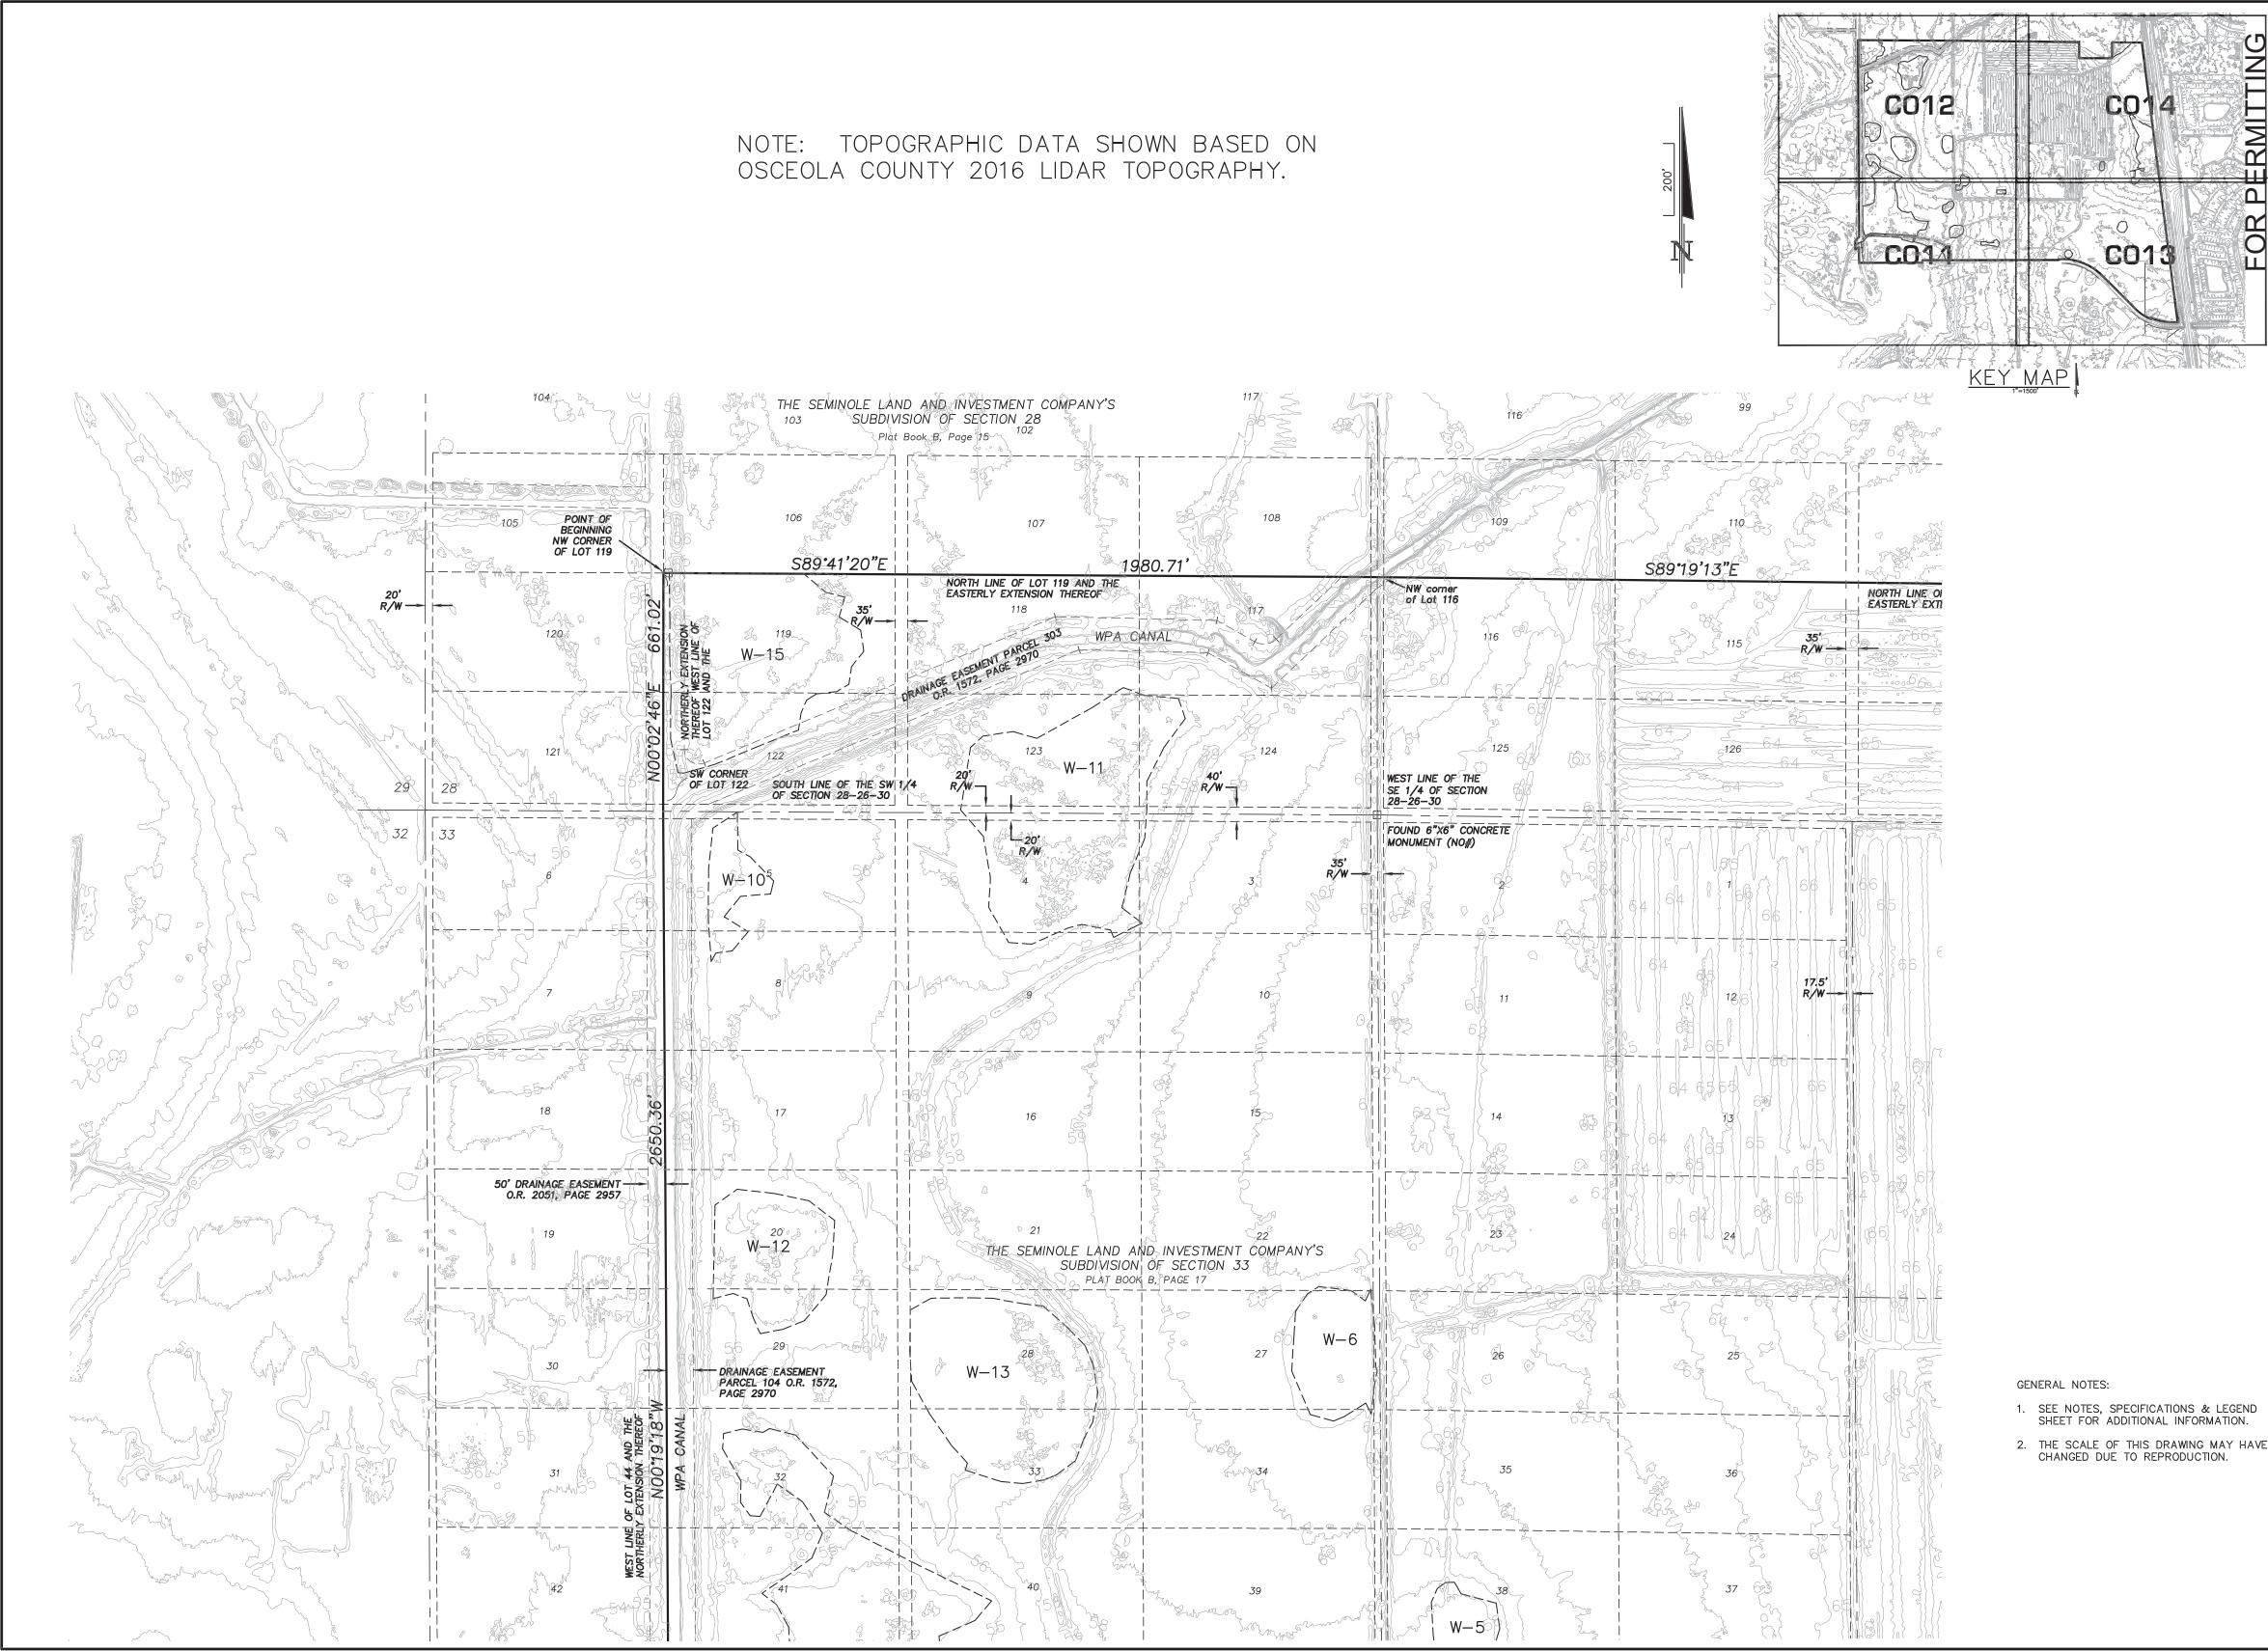 NOTE: TOPOGRAPHIC DATA SHOWN BASED ON
OSCEOLA COUNTY 2016 LIDAR TOPOGRAPHY.
200'
N
C012
C014
C011
C013
KEY MAP
1"=1500'
FOR PERMITTING
THE SEMINOLE LAND AND INVESTMENT COMPANY'S
SUBDIVISION OF SECTION 28
Plat Book B, Page 15
104
103
102
117
116
99
105
106
107
108
109
110
POINT OF
BEGINNING
NW CORNER
OF LOT 119
S89°41'20"E
1980.71'
S89°19'13"E
NORTH LINE OF LOT 119 AND THE
EASTERLY EXTENSION THEREOF
NW corner
of Lot 116
NORTH LINE O
EASTERLY EXT
20'
R/W
35'
R/W
35'
R/W
120
119
118
117
116
115
W-15
WPA CANAL
DRAINAGE EASEMENT PARCEL 303
O.R. 1572, PAGE 2970
N00°02'46"E
661.02'
NORTHERLY EXTENSION
THEREOF WEST LINE OF
LOT 122 AND THE
121
122
123
124
125
126
W-11
SW CORNER
OF LOT 122
SOUTH LINE OF THE SW 1/4
OF SECTION 28-26-30
20'
R/W
40'
R/W
WEST LINE OF THE
SE 1/4 OF SECTION
28-26-30
29
28
32
33
20'
R/W
FOUND 6"X6" CONCRETE
MONUMENT (NO#)
35'
R/W
6
W-10
5
4
3
2
1
7
8
9
10
11
12
17.5'
R/W
18
17
16
15
14
13
2650.36'
50' DRAINAGE EASEMENT
O.R. 2051, PAGE 2957
19
20
W-12
21
22
23
24
THE SEMINOLE LAND AND INVESTMENT COMPANY'S
SUBDIVISION OF SECTION 33
PLAT BOOK B, PAGE 17
30
29
28
27
26
25
W-13
W-6
DRAINAGE EASEMENT
PARCEL 104 O.R. 1572,
PAGE 2970
N00°19'18"W
WPA CANAL
WEST LINE OF LOT 44 AND THE
NORTHERLY EXTENSION THEREOF
31
32
33
34
35
36
42
41
40
39
38
37
W-5
GENERAL NOTES:
1. SEE NOTES, SPECIFICATIONS & LEGEND
SHEET FOR ADDITIONAL INFORMATION.
2. THE SCALE OF THIS DRAWING MAY HAVE
CHANGED DUE TO REPRODUCTION.